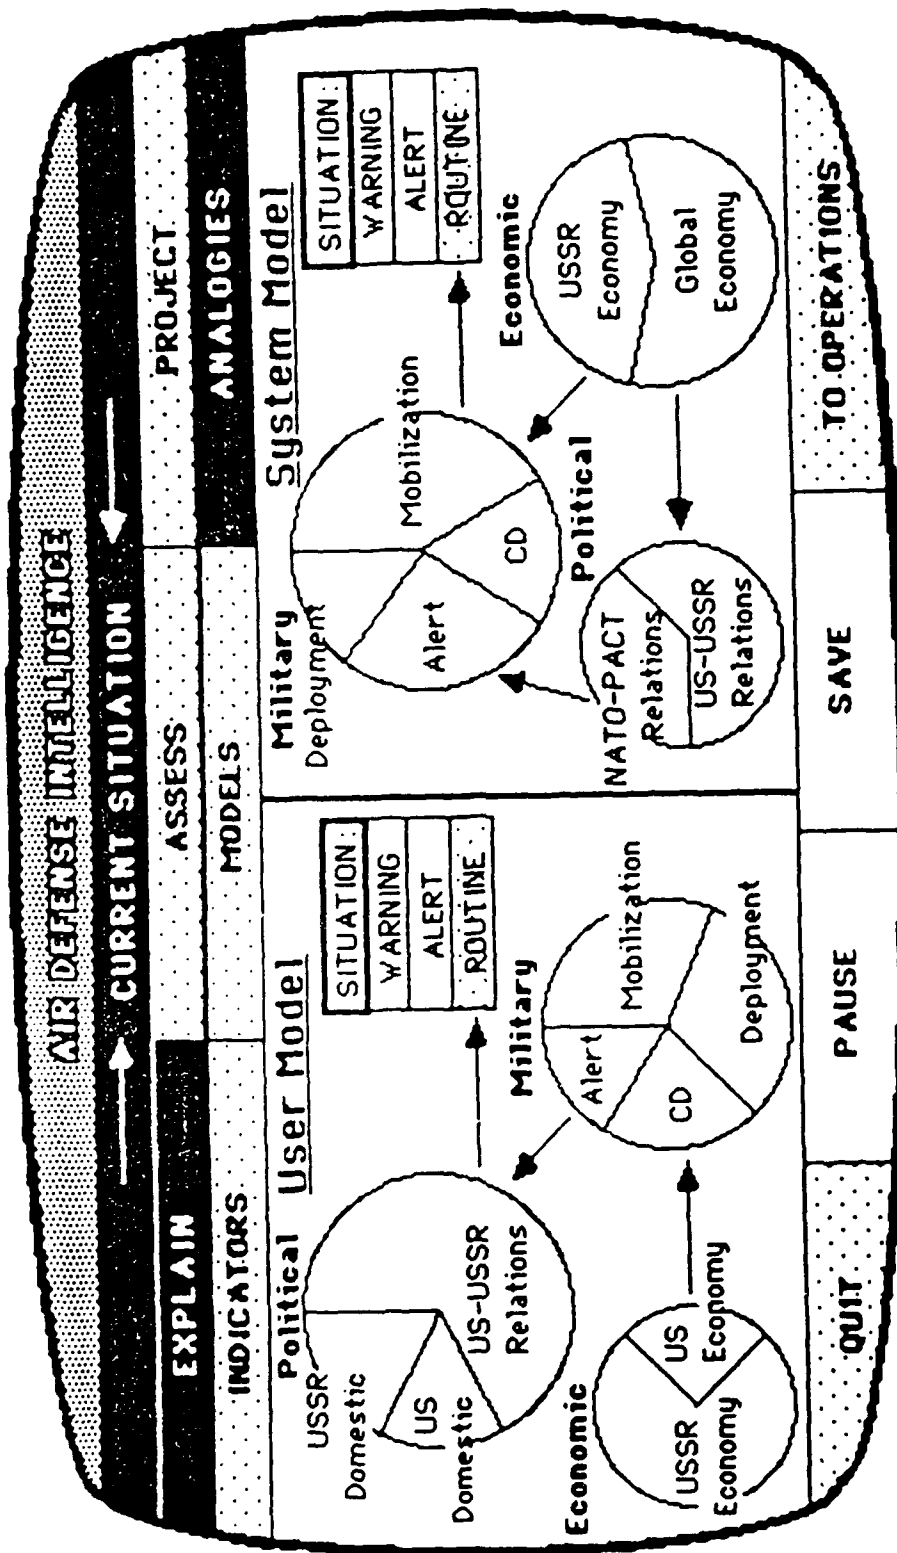 AIR DEFENSE INTELLIGENCE
CURRENT SITUATION
EXPLAIN
ASSESS
PROJECT
INDICATORS
MODELS
ANALOGIES
User Model
Political
USSR
Domestic
US
Domestic
US-USSR
Relations
SITUATION
WARNING
ALERT
ROUTINE
Economic
USSR
Economy
US
Economy
Military
Alert
Mobilization
CD
Deployment
System Model
Military
Deployment
Mobilization
Alert
CD
SITUATION
WARNING
ALERT
ROUTINE
Political
NATO-PACT
Relations
US-USSR
Relations
Economic
USSR
Economy
Global
Economy
QUIT
PAUSE
SAVE
TO OPERATIONS